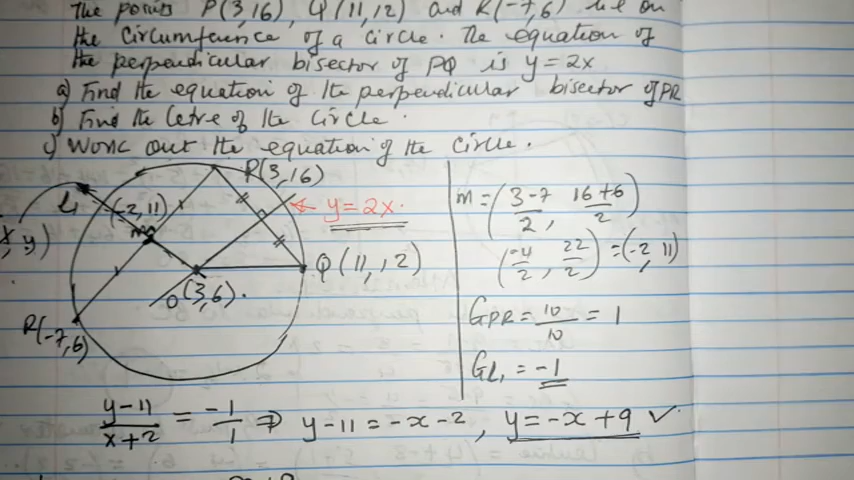 The points P(3,16), Q(11,12) and R(-7,6) lie on
the circumference of a circle. The equation of
the perpendicular bisector of PQ is y=2x
a) Find the equation of the perpendicular bisector of PR
b) Find the Cetre of the Circle.
c) Work out the equation of the Circle.
P(3,16)
L1 (-2,11)
y=2x.
x, y)
m
Q(11,12)
O(3,6).
R(-7,6)
m = (3-7/2, 16+6/2)
(-4/2, 22/2) = (-2, 11)
GPR = 10/10 = 1
GL1 = -1
y-11/x+2 = -1/1 ⇒ y-11 = -x-2, y=-x+9 ✓